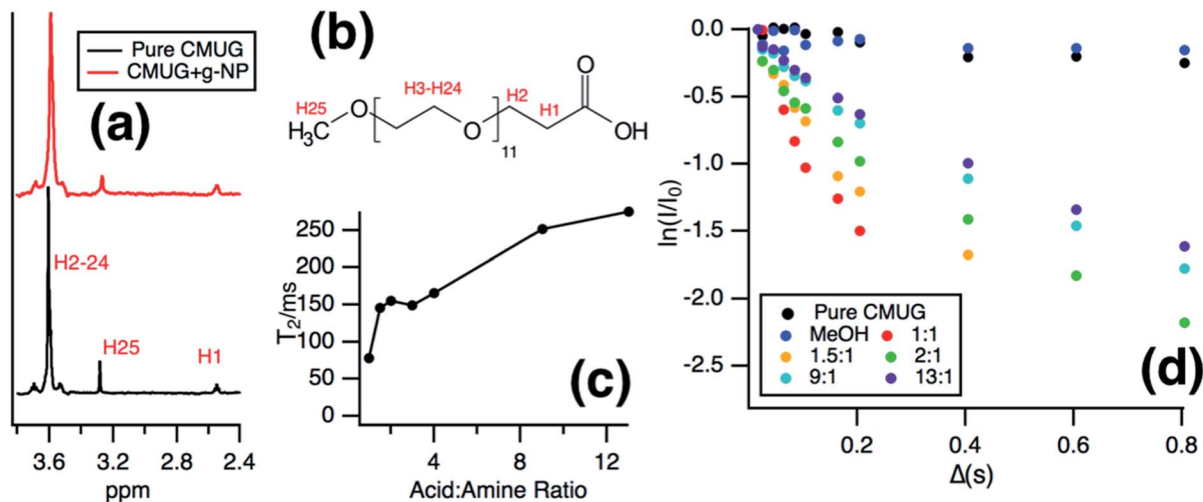 Pure CMUG
CMUG+g-NP
(a)
H2-24
H25
H1
3.6 3.2 2.8 2.4
ppm
(b)
H25
H3-H24
H2
H1
O
H₃C
O
O
11
OH
250
200
150
100
50
0
T₂/ms
4 8 12
Acid:Amine Ratio
(c)
0.0
-0.5
-1.0
-1.5
-2.0
-2.5
ln(I/I₀)
Pure CMUG
MeOH 1:1
1.5:1 2:1
9:1 13:1
(d)
0.2 0.4 0.6 0.8
Δ(s)